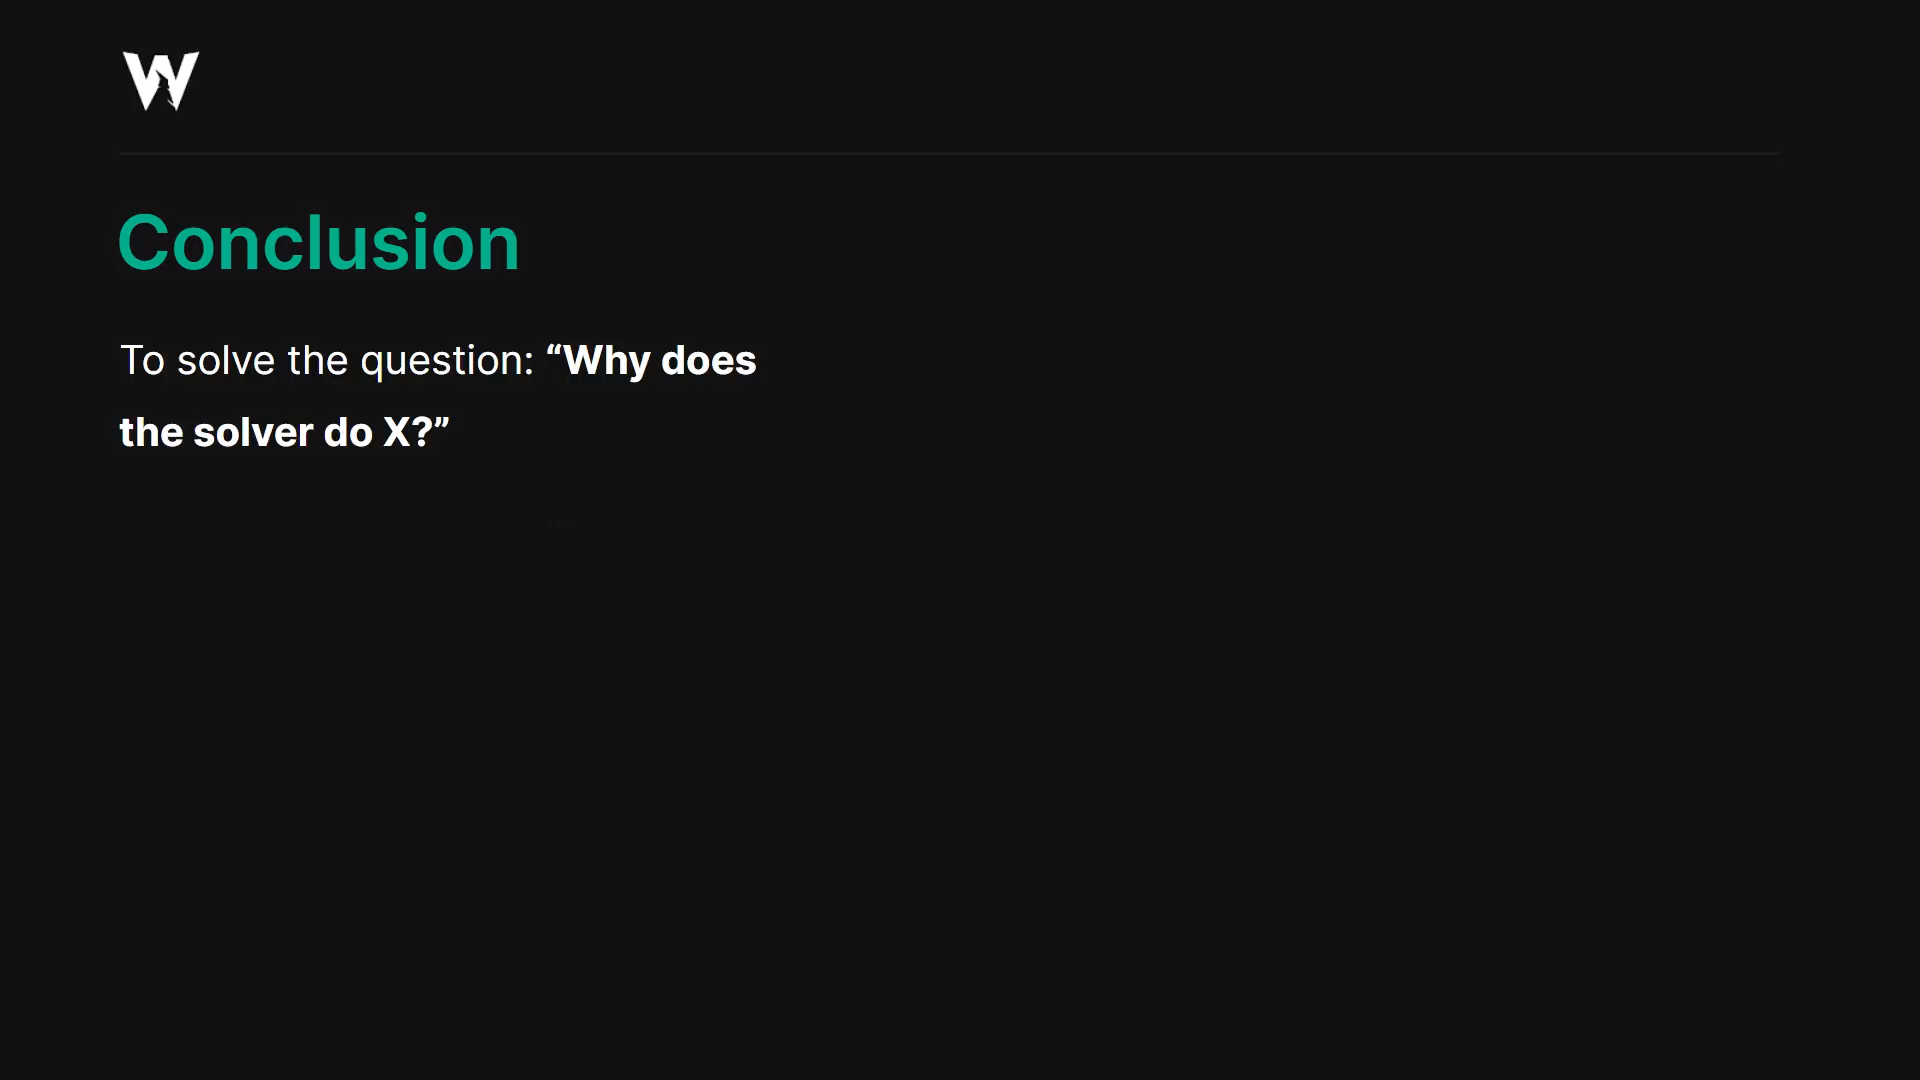 W
Conclusion
To solve the question: “Why does
the solver do X?”